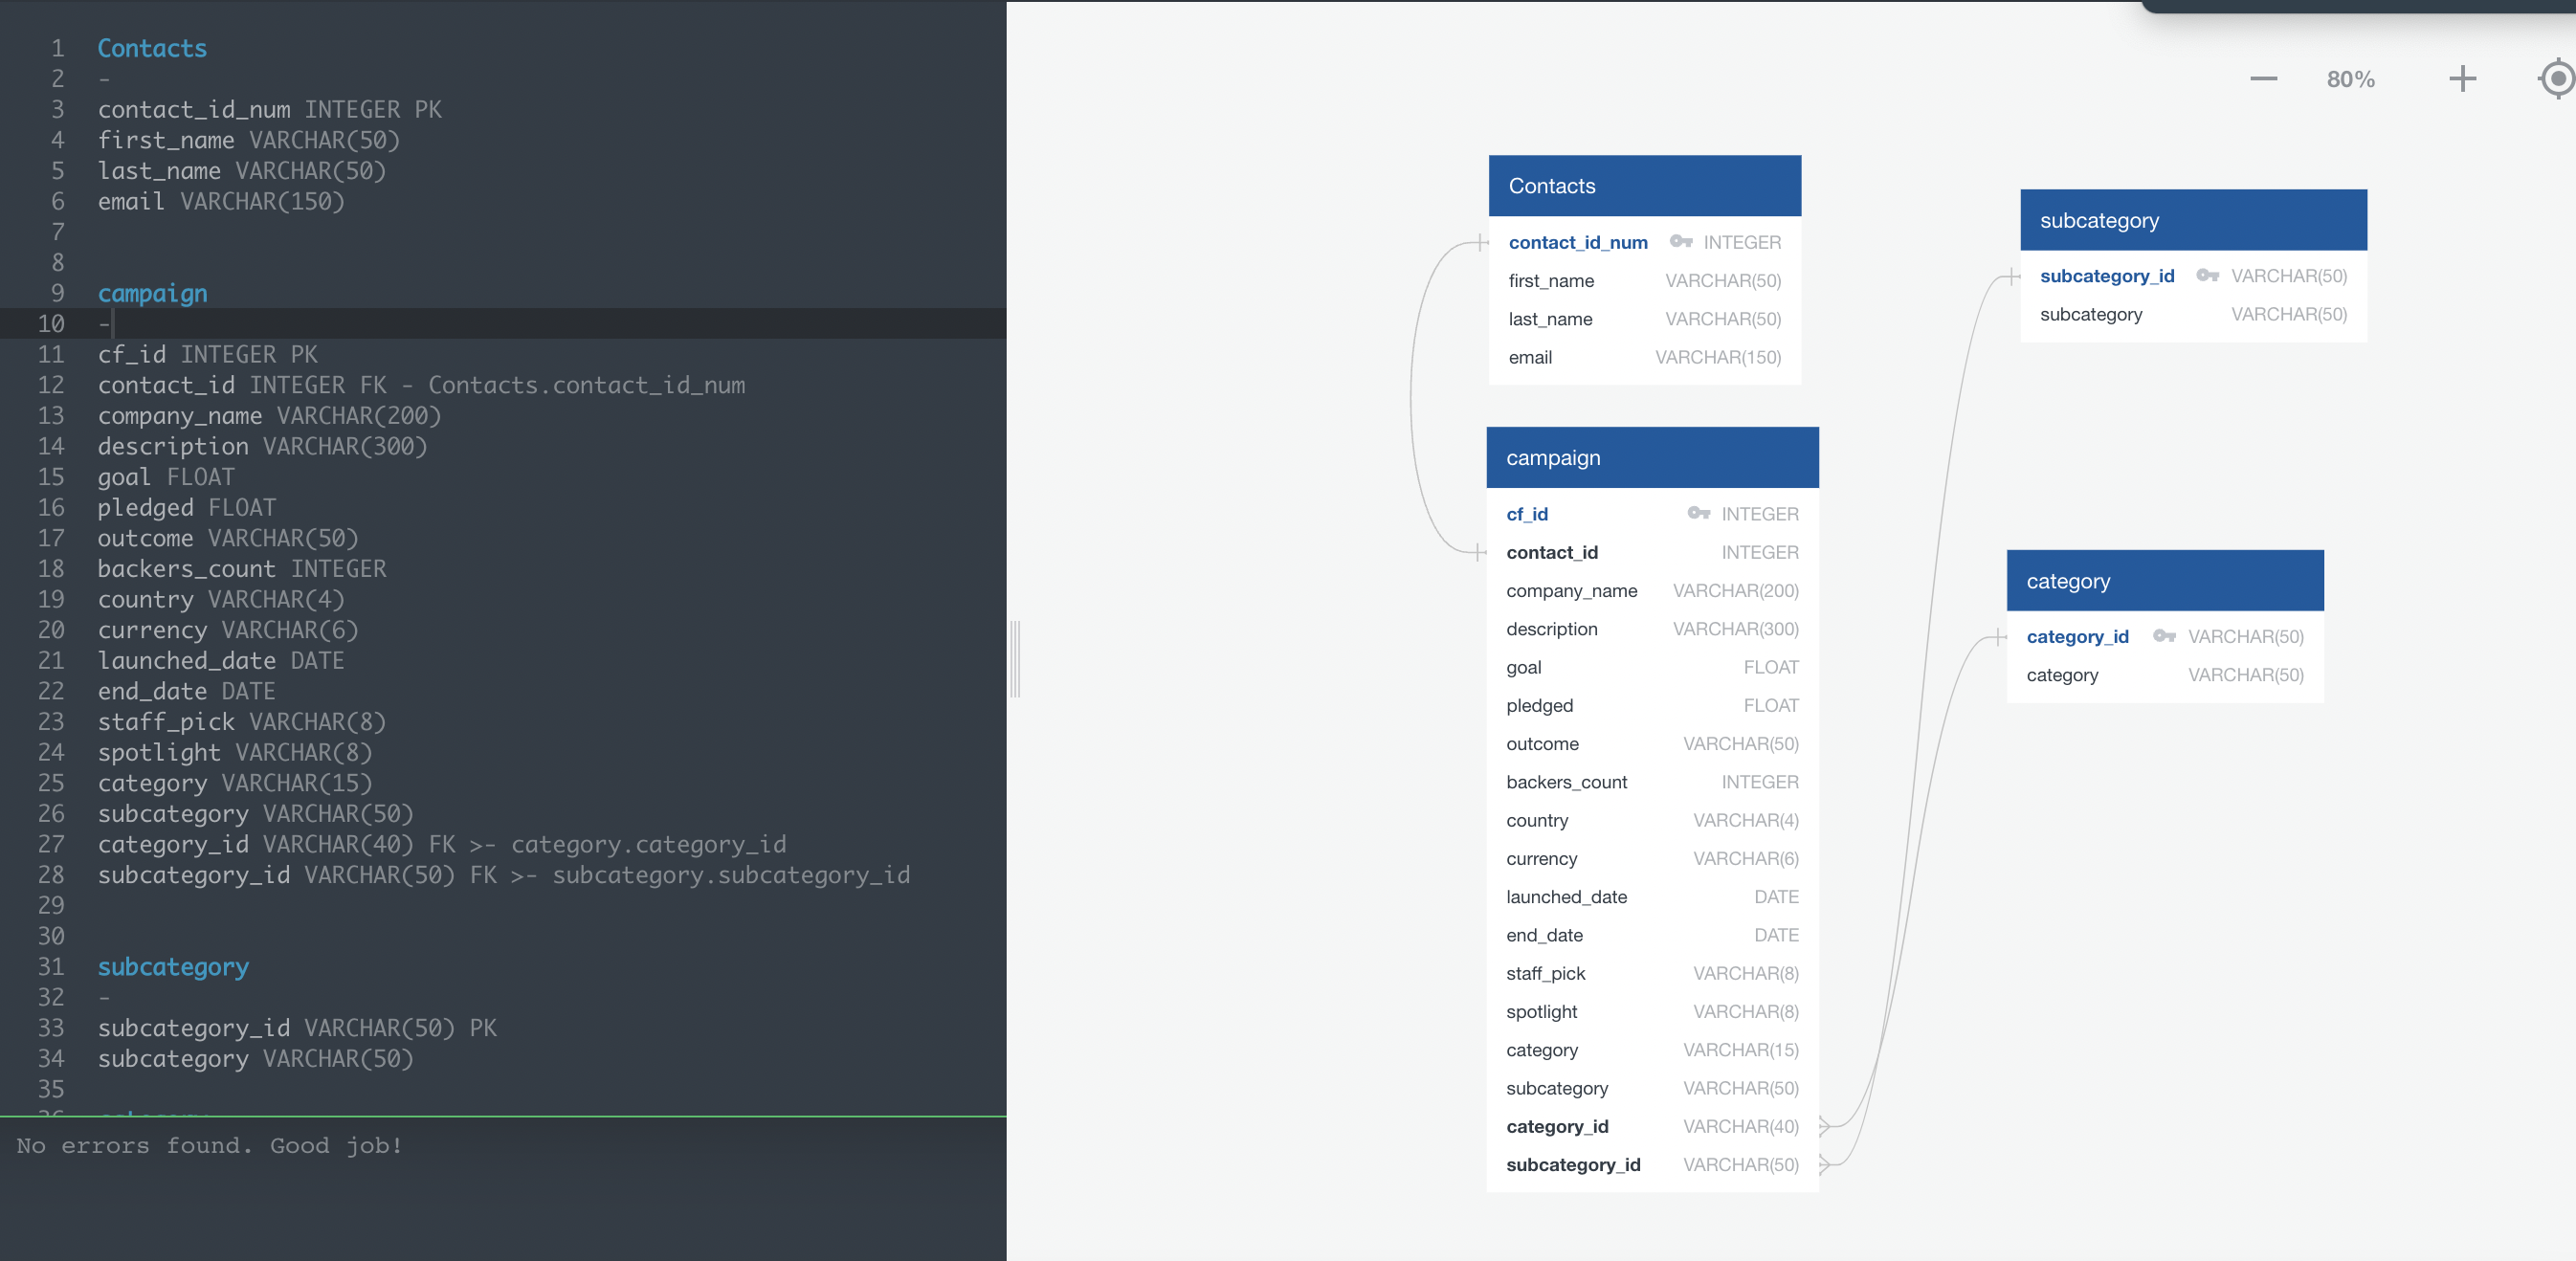 1 Contacts
2 -
3 contact_id_num INTEGER PK
4 first_name VARCHAR(50)
5 last_name VARCHAR(50)
6 email VARCHAR(150)
7
8
9 campaign
10 -
11 cf_id INTEGER PK
12 contact_id INTEGER FK - Contacts.contact_id_num
13 company_name VARCHAR(200)
14 description VARCHAR(300)
15 goal FLOAT
16 pledged FLOAT
17 outcome VARCHAR(50)
18 backers_count INTEGER
19 country VARCHAR(4)
20 currency VARCHAR(6)
21 launched_date DATE
22 end_date DATE
23 staff_pick VARCHAR(8)
24 spotlight VARCHAR(8)
25 category VARCHAR(15)
26 subcategory VARCHAR(50)
27 category_id VARCHAR(40) FK >- category.category_id
28 subcategory_id VARCHAR(50) FK >- subcategory.subcategory_id
29
30
31 subcategory
32 -
33 subcategory_id VARCHAR(50) PK
34 subcategory VARCHAR(50)
35
No errors found. Good job!
80%
Contacts
contact_id_num INTEGER
first_name VARCHAR(50)
last_name VARCHAR(50)
email VARCHAR(150)
campaign
cf_id INTEGER
contact_id INTEGER
company_name VARCHAR(200)
description VARCHAR(300)
goal FLOAT
pledged FLOAT
outcome VARCHAR(50)
backers_count INTEGER
country VARCHAR(4)
currency VARCHAR(6)
launched_date DATE
end_date DATE
staff_pick VARCHAR(8)
spotlight VARCHAR(8)
category VARCHAR(15)
subcategory VARCHAR(50)
category_id VARCHAR(40)
subcategory_id VARCHAR(50)
subcategory
subcategory_id VARCHAR(50)
subcategory VARCHAR(50)
category
category_id VARCHAR(50)
category VARCHAR(50)